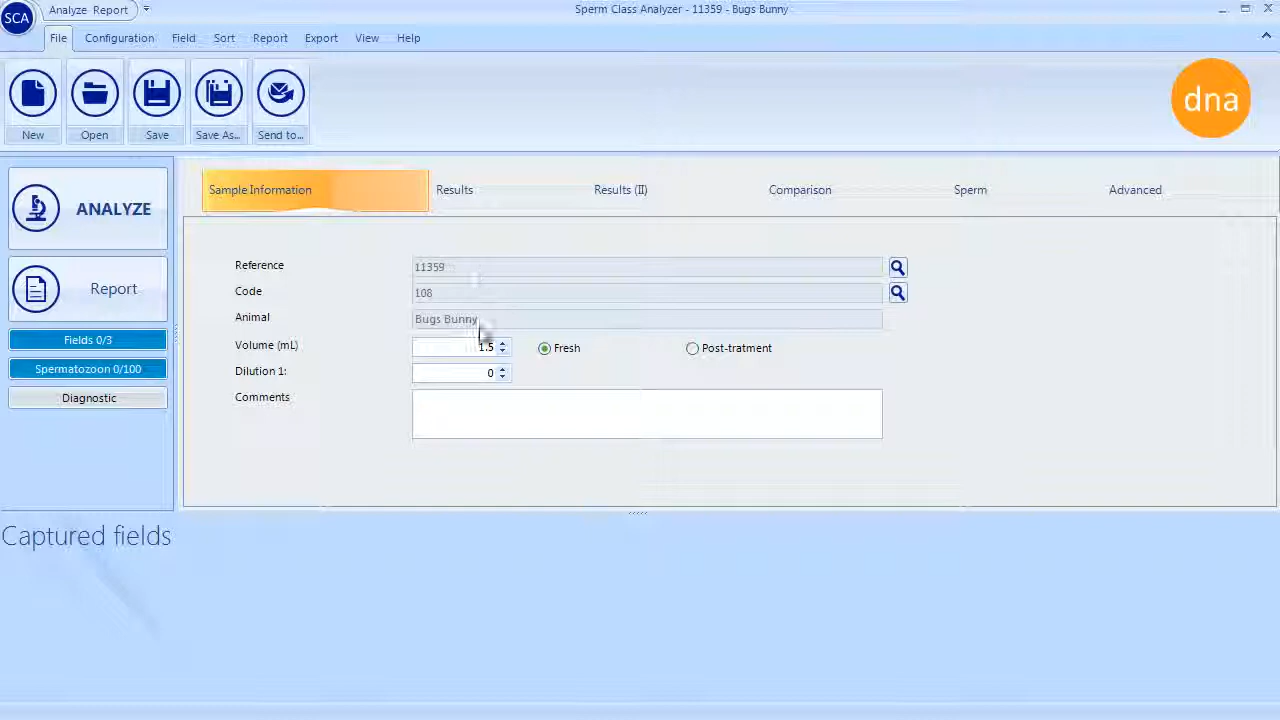 SCA Analyze Report
Sperm Class Analyzer - 11359 - Bugs Bunny
File Configuration Field Sort Report Export View Help
New Open Save Save As... Send to...
dna
ANALYZE
Report
Fields 0/3
Spermatozoon 0/100
Diagnostic
Sample Information Results Results (II) Comparison Sperm Advanced
Reference 11359
Code 108
Animal Bugs Bunny
Volume (mL) 1.5 Fresh Post-tratment
Dilution 1: 0
Comments
Captured fields